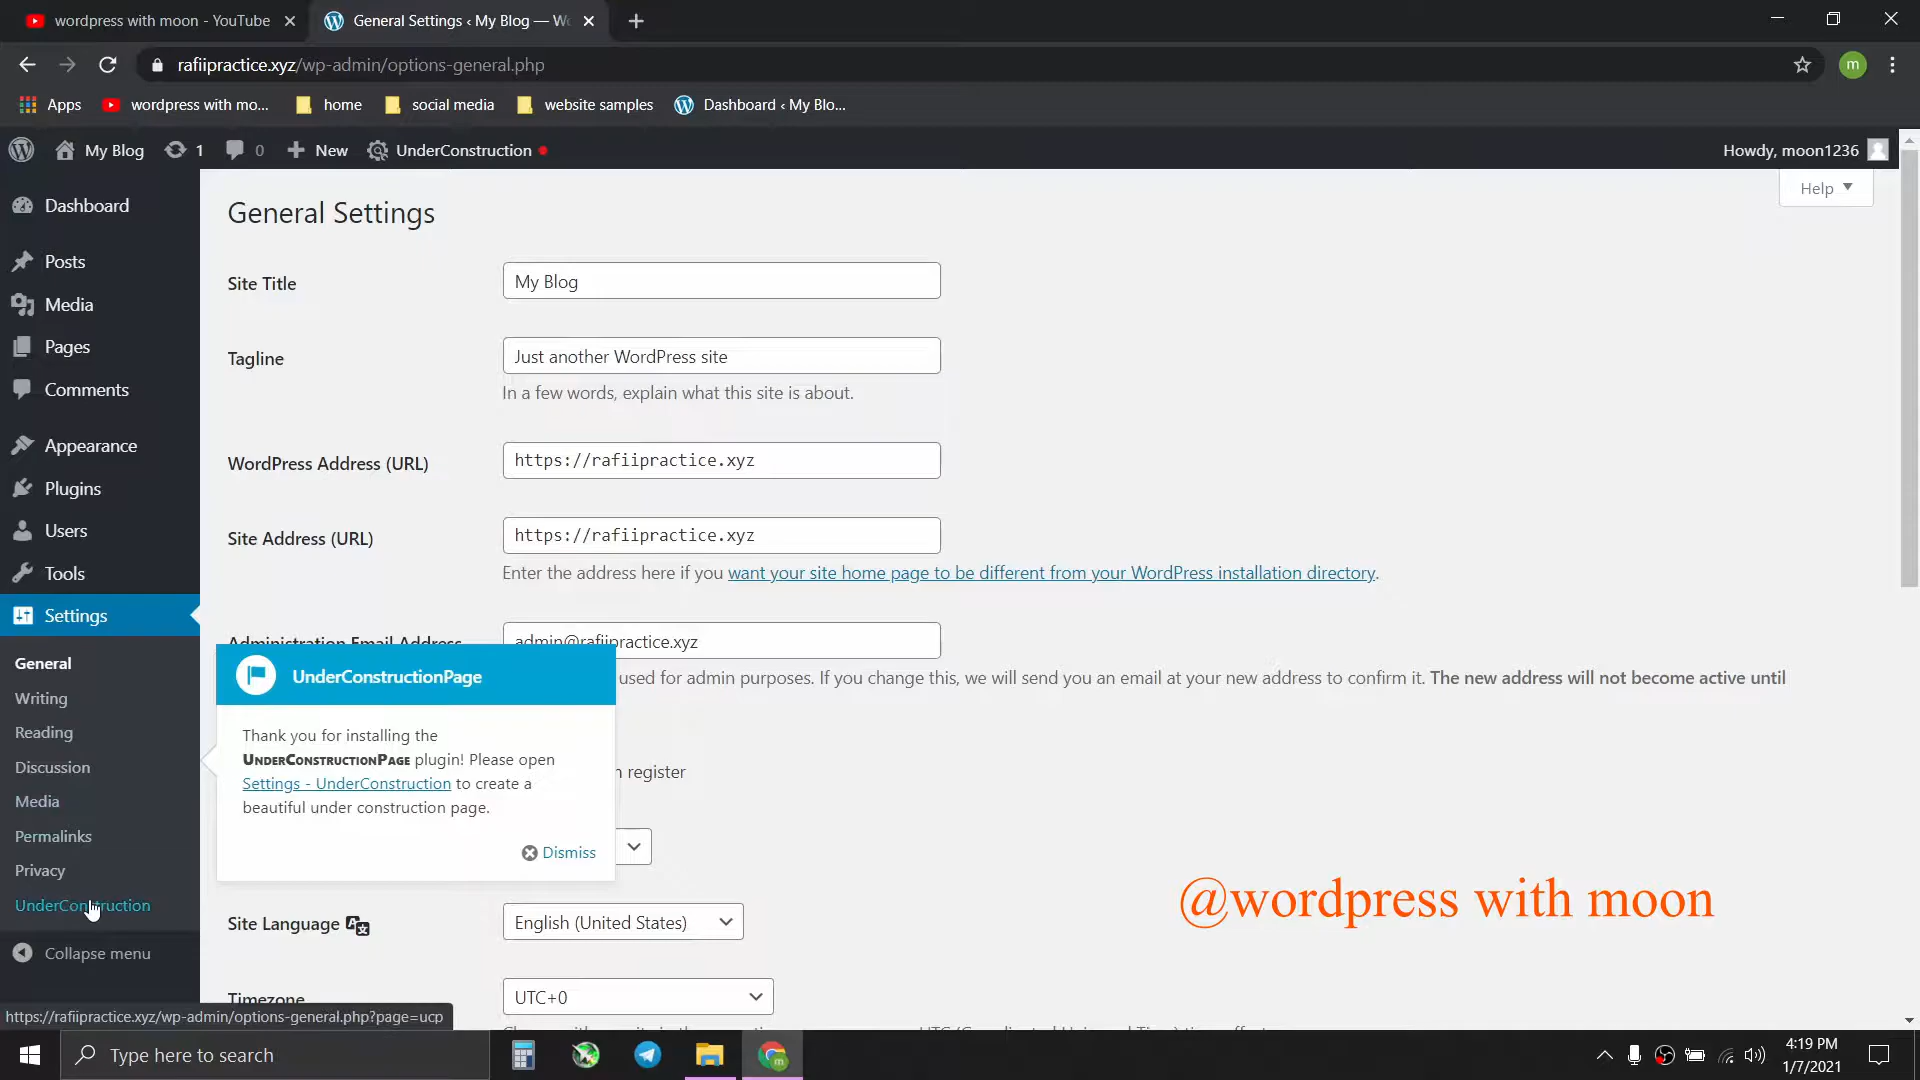 wordpress with moon - YouTube
General Settings ‹ My Blog — W
rafiipractice.xyz/wp-admin/options-general.php
m
Apps
wordpress with mo...
home
social media
website samples
Dashboard ‹ My Blo...
My Blog
1
0
New
UnderConstruction
Howdy, moon1236
Help
Dashboard
Posts
Media
Pages
Comments
Appearance
Plugins
Users
Tools
Settings
General
Writing
Reading
Discussion
Media
Permalinks
Privacy
UnderConstruction
Collapse menu
General Settings
Site Title
My Blog
Tagline
Just another WordPress site
In a few words, explain what this site is about.
WordPress Address (URL)
https://rafiipractice.xyz
Site Address (URL)
https://rafiipractice.xyz
Enter the address here if you want your site home page to be different from your WordPress installation directory.
Administration Email Address
admin@rafiipractice.xyz
used for admin purposes. If you change this, we will send you an email at your new address to confirm it. The new address will not become active until
register
UnderConstructionPage
Thank you for installing the
UNDERCONSTRUCTIONPAGE plugin! Please open
Settings - UnderConstruction to create a
beautiful under construction page.
Dismiss
Site Language
English (United States)
Timezone
UTC+0
@wordpress with moon
https://rafiipractice.xyz/wp-admin/options-general.php?page=ucp
Type here to search
4:19 PM
1/7/2021